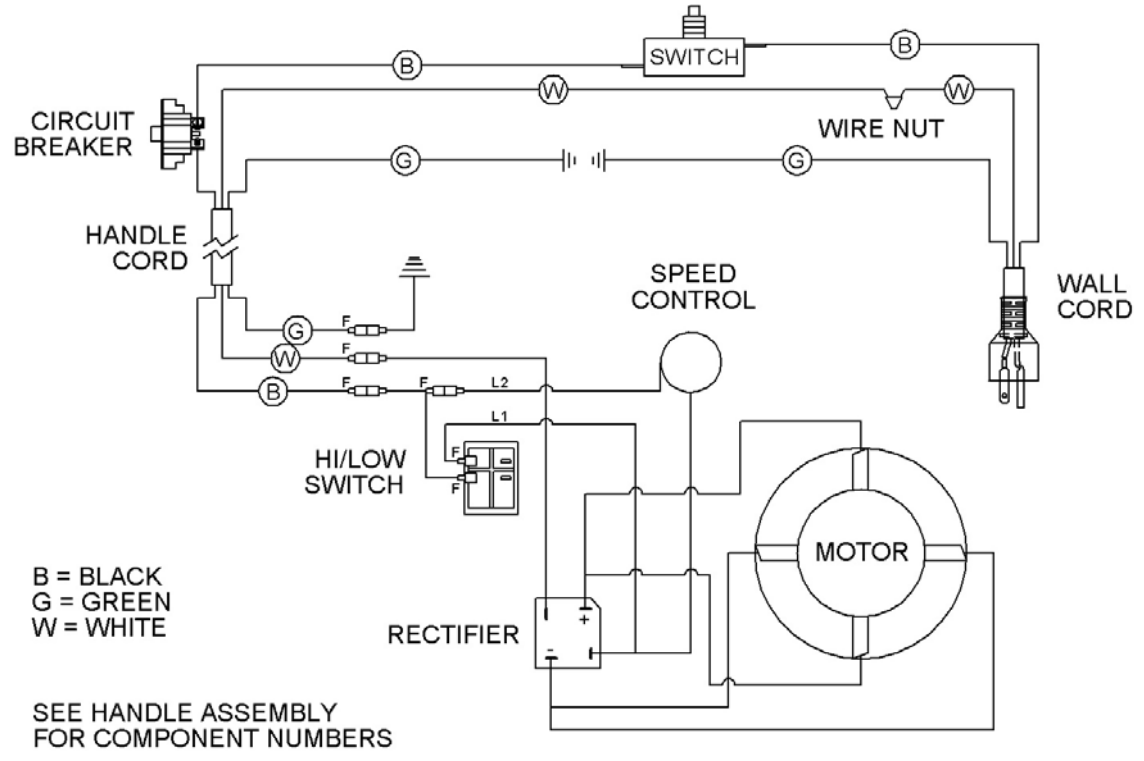 SWITCH
B
B
W
W
CIRCUIT
BREAKER
WIRE NUT
G
G
HANDLE
CORD
SPEED
CONTROL
WALL
CORD
G
F
W
F
B
F
F
L2
L1
HI/LOW
SWITCH
F
F
MOTOR
B = BLACK
G = GREEN
W = WHITE
RECTIFIER
+
-
SEE HANDLE ASSEMBLY
FOR COMPONENT NUMBERS